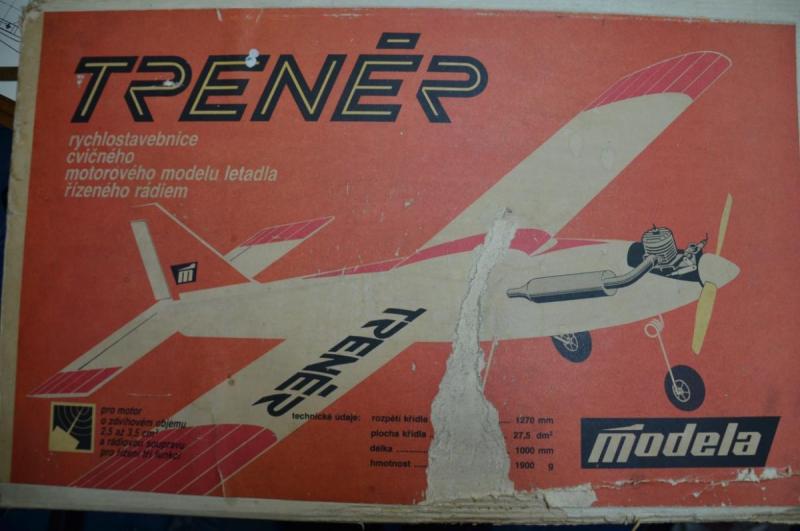 TRENÉR
rychlostavebnice
cvičného
motorového modelu letadla
řízeného rádiem
m
TRENÉR
pro motor
o zdvihovém objemu
2,5 až 3,5 cm³
a rádiovou soupravu
pro řízení tří funkcí
technické údaje: rozpětí křídla 1270 mm
plocha křídla .. 27,5 dm²
délka .......... 1000 mm
hmotnost .... 1900 g
modela